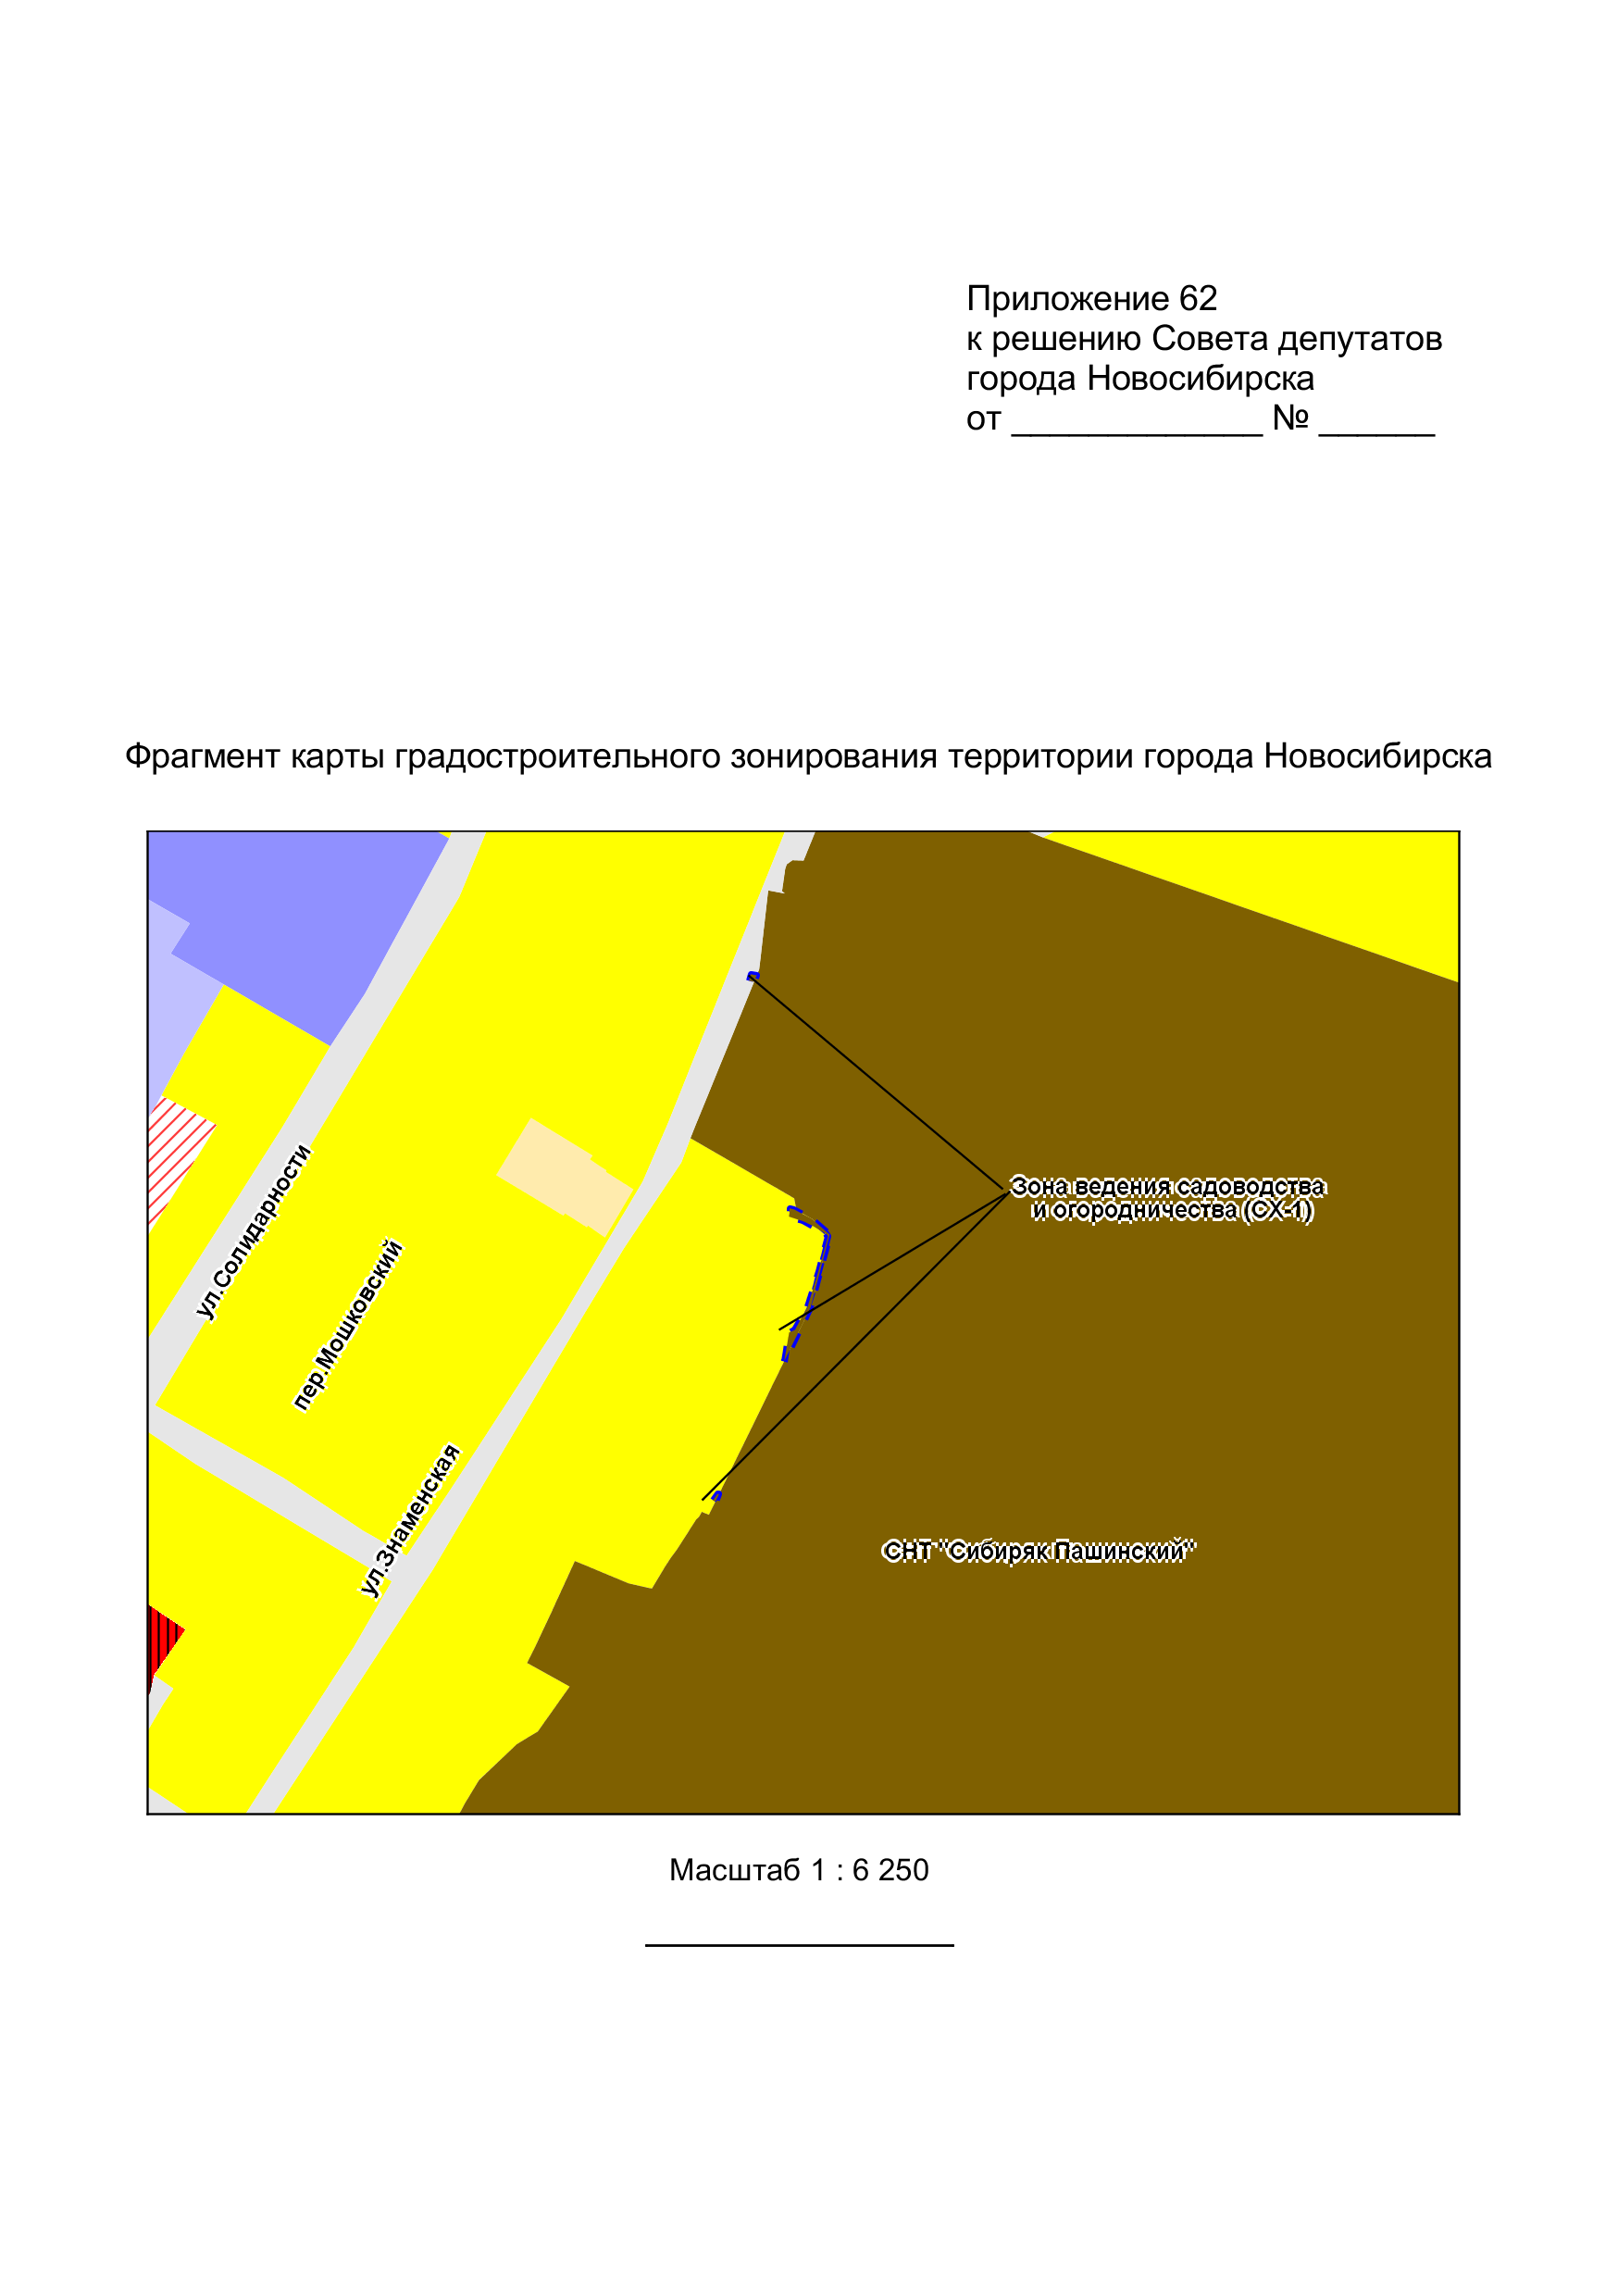 Приложение 62
к решению Совета депутатов
города Новосибирска
от _____________ № ______
Фрагмент карты градостроительного зонирования территории города Новосибирска
ул.Солидарности
пер.Мошковский
ул.Знаменская
Зона ведения садоводства
и огородничества (СХ-1)
СНТ "Сибиряк Пашинский"
Масштаб 1 : 6 250